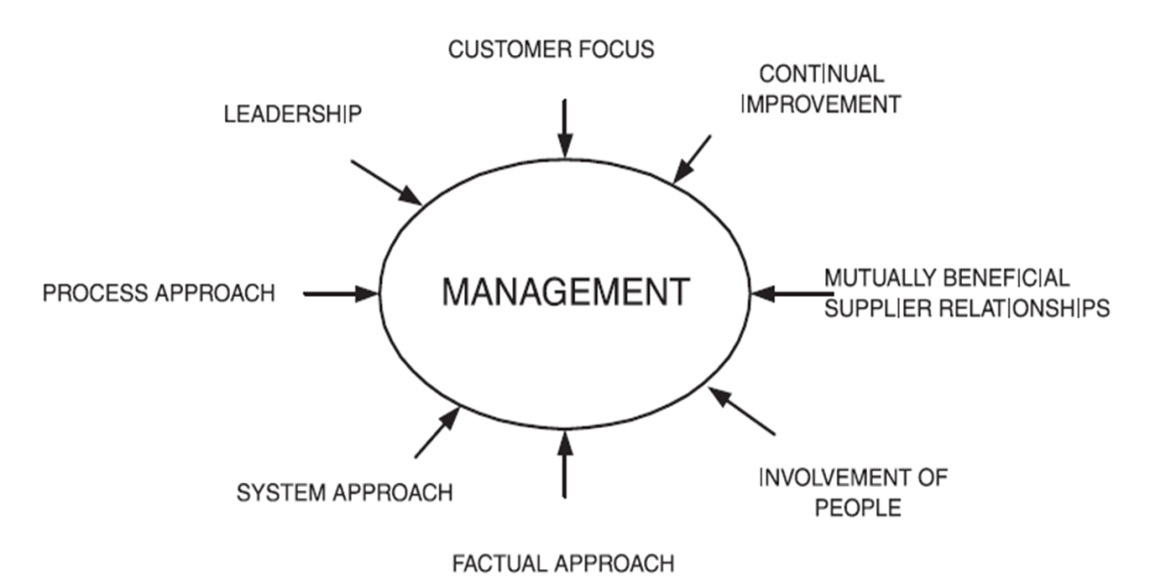 CUSTOMER FOCUS
CONTINUAL
IMPROVEMENT
LEADERSHIP
PROCESS APPROACH
MANAGEMENT
MUTUALLY BENEFICIAL
SUPPLIER RELATIONSHIPS
SYSTEM APPROACH
INVOLVEMENT OF
PEOPLE
FACTUAL APPROACH